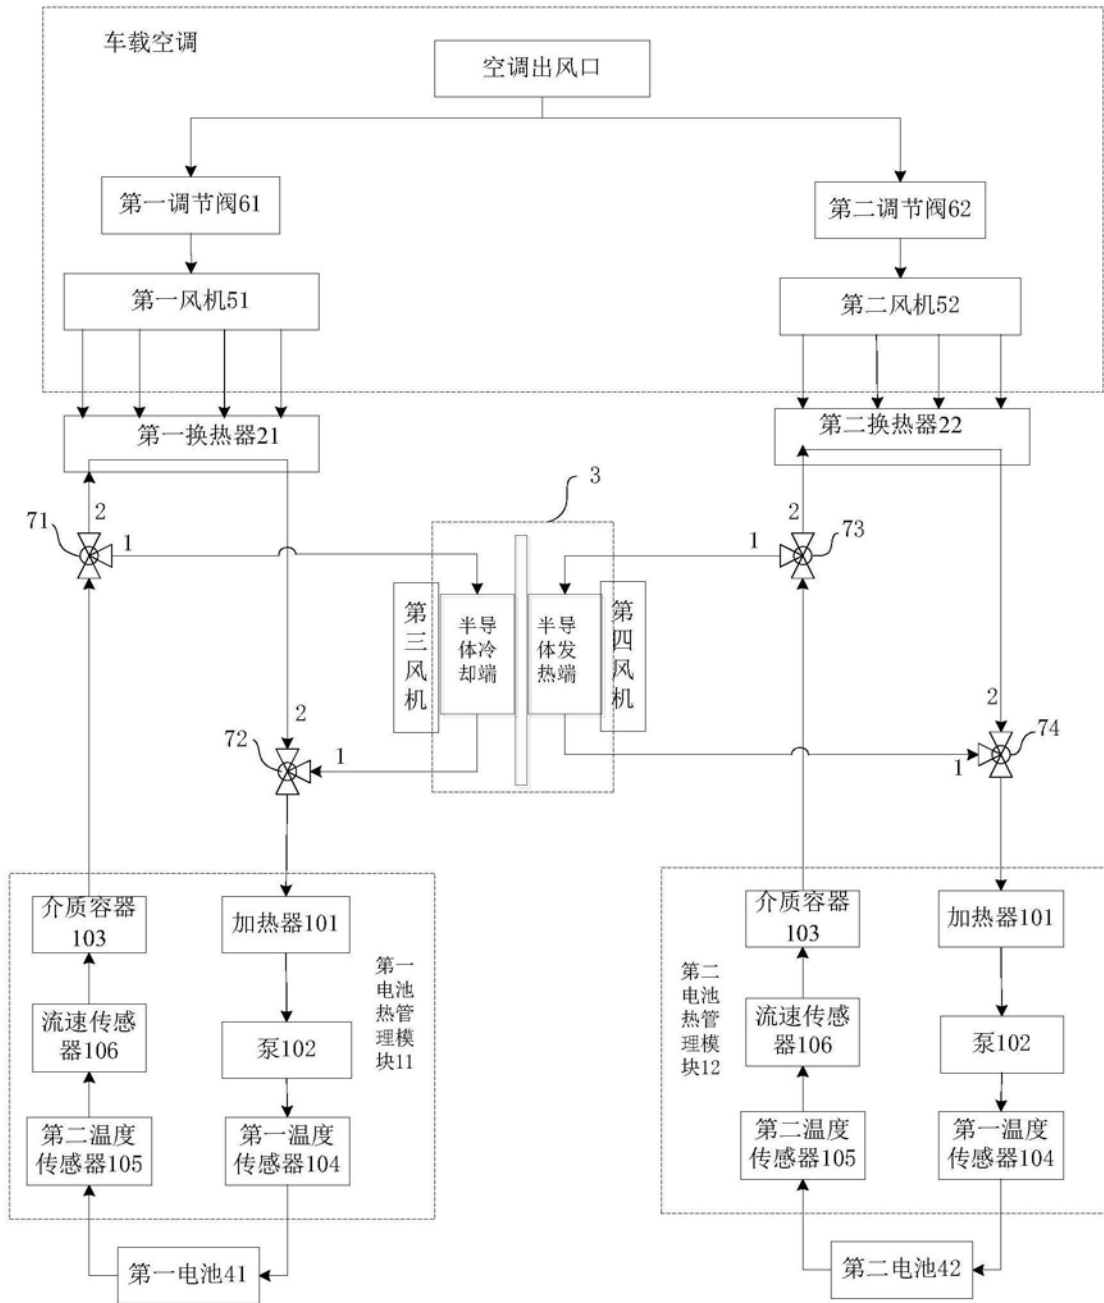 车载空调
空调出风口
第一调节阀61
第二调节阀62
第一风机51
第二风机52
第一换热器21
第二换热器22
3
71
2
1
1
2
73
第三风机
半导
体冷
却端
半导
体发
热端
第四风机
2
72
1
2
74
1
介质容器
103
加热器101
第一
电池
热管
理模
块11
流速传感
器106
泵102
第二温度
传感器105
第一温度
传感器104
第一电池41
介质容器
103
加热器101
第二
电池
热管
理模
块12
流速传感
器106
泵102
第二温度
传感器105
第一温度
传感器104
第二电池42